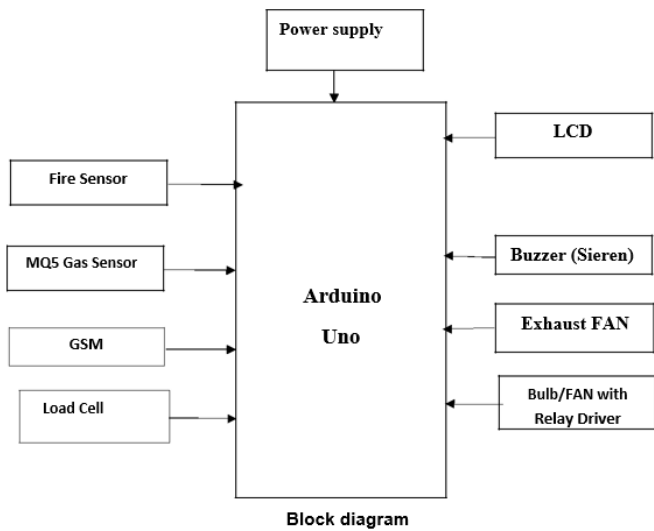 Power supply
LCD
Fire Sensor
MQ5 Gas Sensor
Buzzer (Sieren)
Arduino
Uno
Exhaust FAN
GSM
Load Cell
Bulb/FAN with
Relay Driver
Block diagram